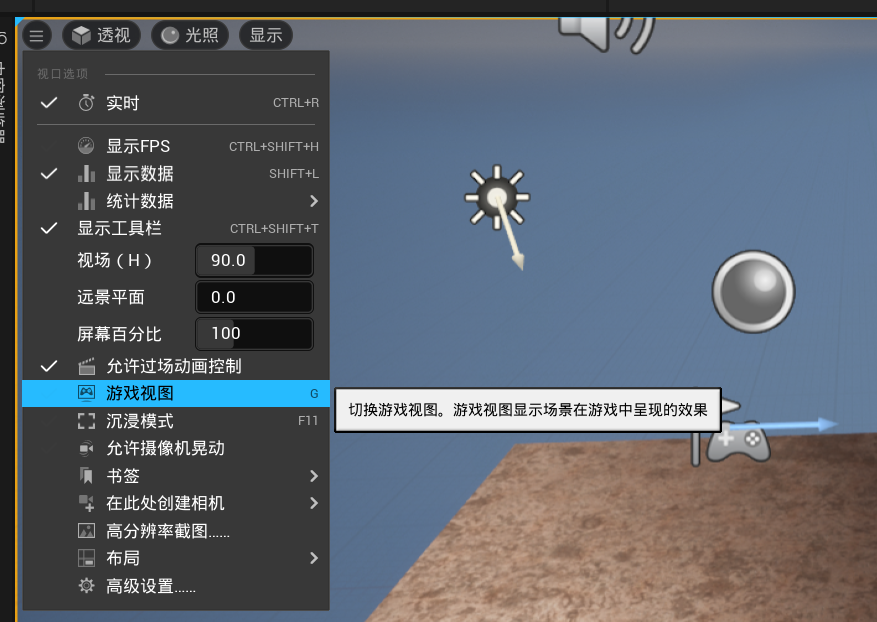 透视 光照 显示
视口选项
实时 CTRL+R
显示FPS CTRL+SHIFT+H
显示数据 SHIFT+L
统计数据
显示工具栏 CTRL+SHIFT+T
视场（H） 90.0
远景平面 0.0
屏幕百分比 100
允许过场动画控制
游戏视图 G
切换游戏视图。游戏视图显示场景在游戏中呈现的效果
沉浸模式 F11
允许摄像机晃动
书签
在此处创建相机
高分辨率截图……
布局
高级设置……